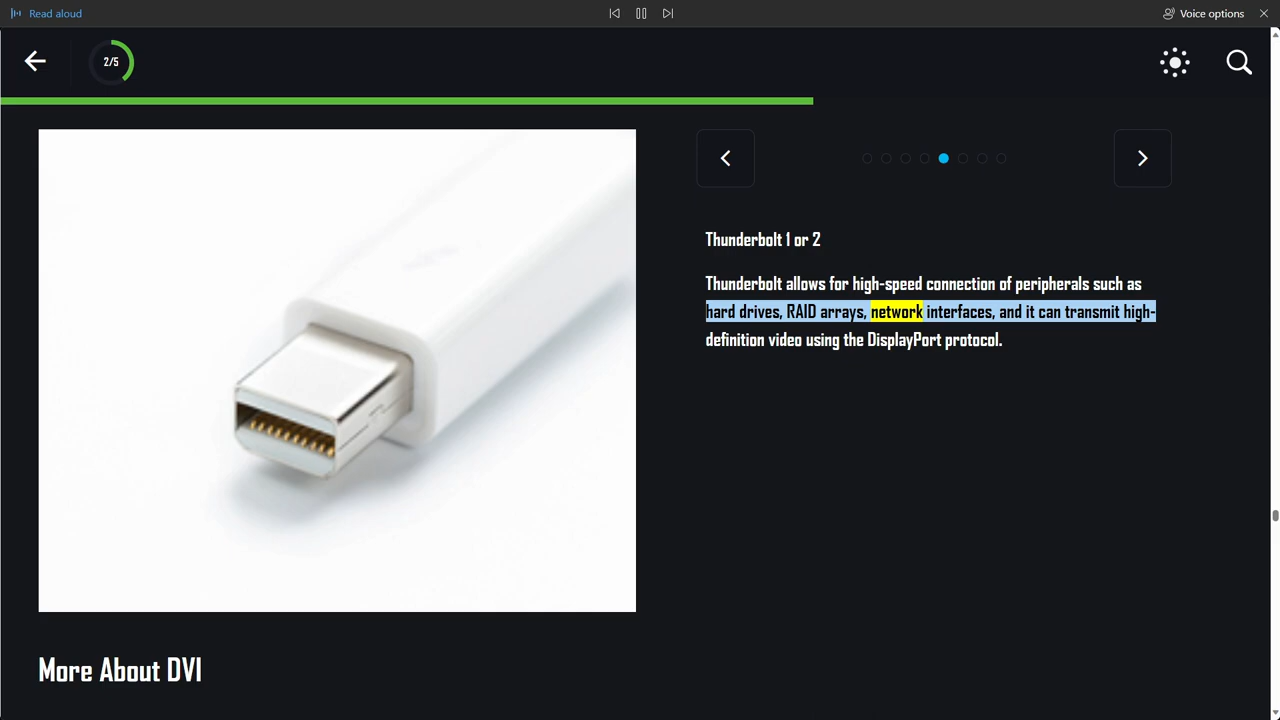 Read aloud
Voice options
2/5
Thunderbolt 1 or 2
Thunderbolt allows for high-speed connection of peripherals such as
hard drives, RAID arrays, network interfaces, and it can transmit high-
definition video using the DisplayPort protocol.
More About DVI